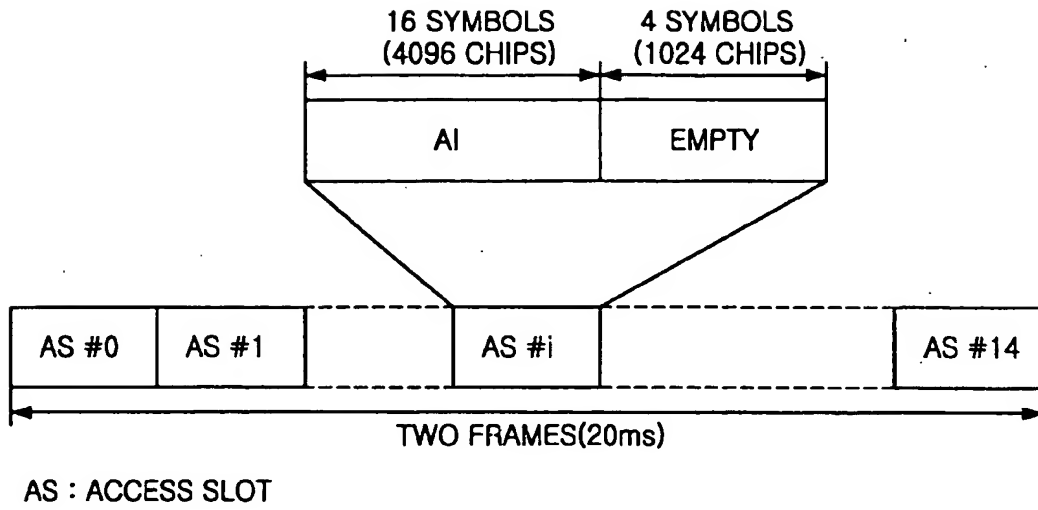 16 SYMBOLS
(4096 CHIPS)
4 SYMBOLS
(1024 CHIPS)
AI
EMPTY
AS #0
AS #1
AS #i
AS #14
TWO FRAMES(20ms)
AS : ACCESS SLOT